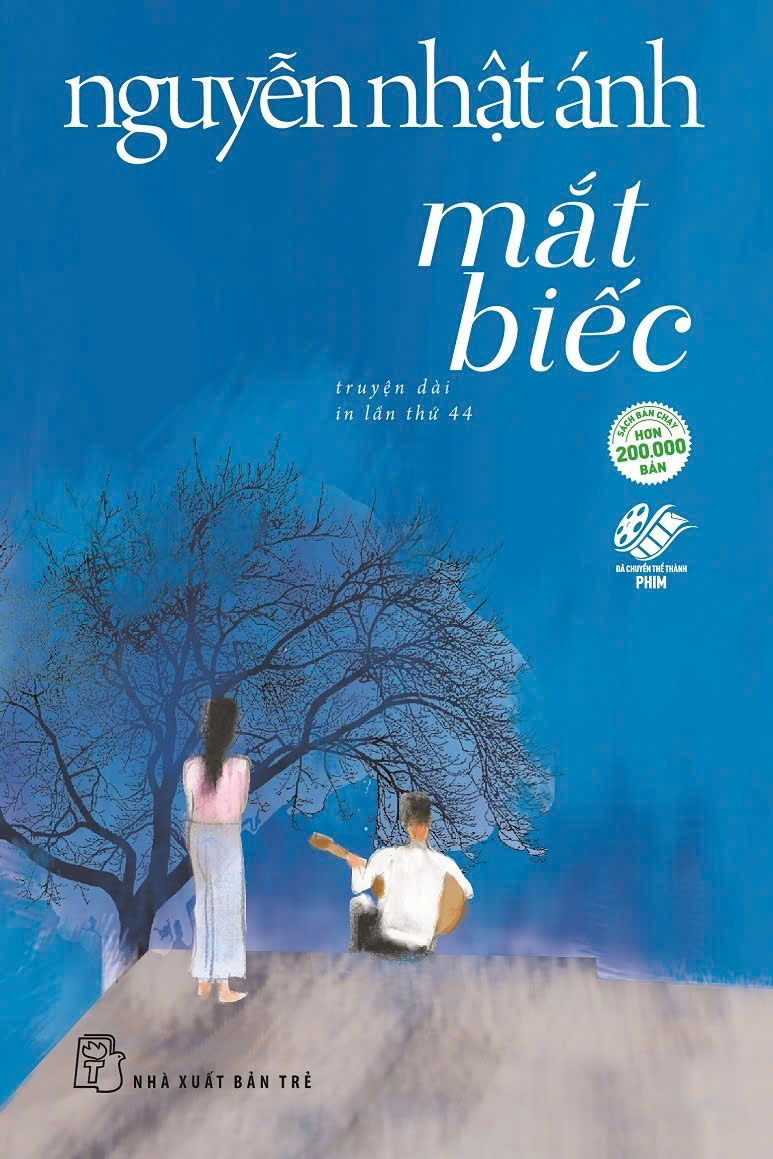 nguyễn nhật ánh
mắt
biếc
truyện dài
in lần thứ 44
SÁCH BÁN CHẠY
HƠN
200.000
BẢN
ĐÃ CHUYỂN THỂ THÀNH
PHIM
T
NHÀ XUẤT BẢN TRẺ